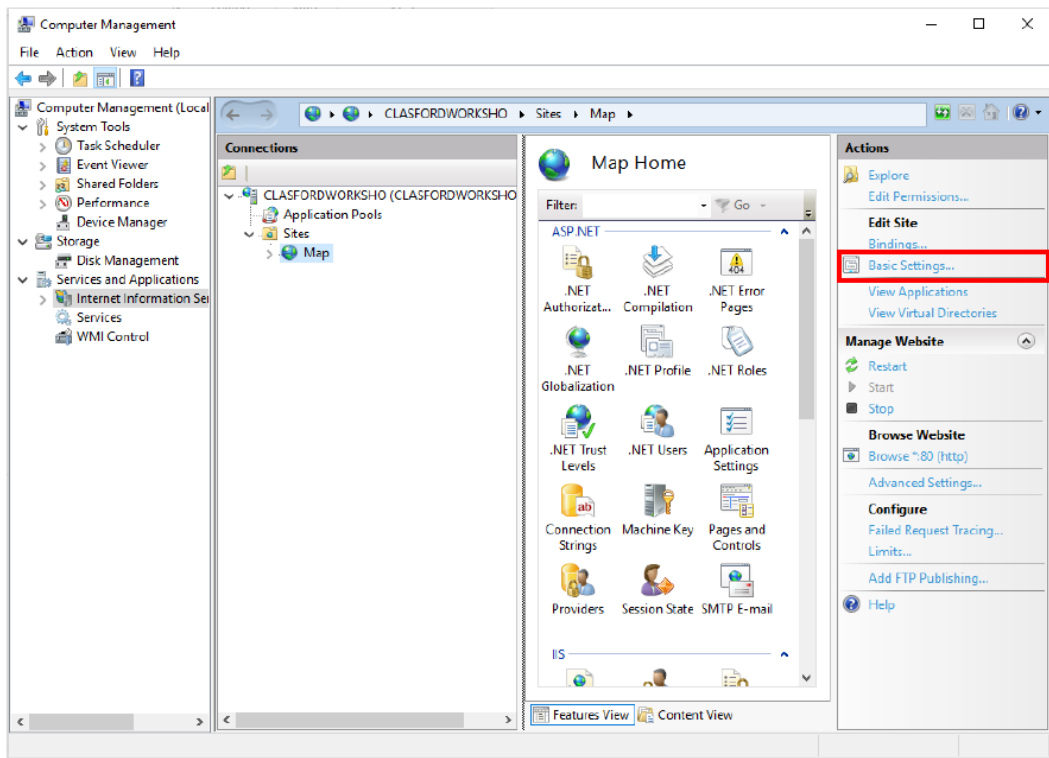 Computer Management
File Action View Help
Computer Management (Local
System Tools
Task Scheduler
Event Viewer
Shared Folders
Performance
Device Manager
Storage
Disk Management
Services and Applications
Internet Information Ser
Services
WMI Control
CLASFORDWORKSHO Sites Map
Connections
CLASFORDWORKSHO (CLASFORDWORKSHO
Application Pools
Sites
Map
Map Home
Filter: Go
ASP.NET
.NET Authorizat...
.NET Compilation
.NET Error Pages
.NET Globalization
.NET Profile
.NET Roles
.NET Trust Levels
.NET Users
Application Settings
Connection Strings
Machine Key
Pages and Controls
Providers
Session State
SMTP E-mail
IIS
Features View
Content View
Actions
Explore
Edit Permissions...
Edit Site
Bindings...
Basic Settings...
View Applications
View Virtual Directories
Manage Website
Restart
Start
Stop
Browse Website
Browse *:80 (http)
Advanced Settings...
Configure
Failed Request Tracing...
Limits...
Add FTP Publishing...
Help